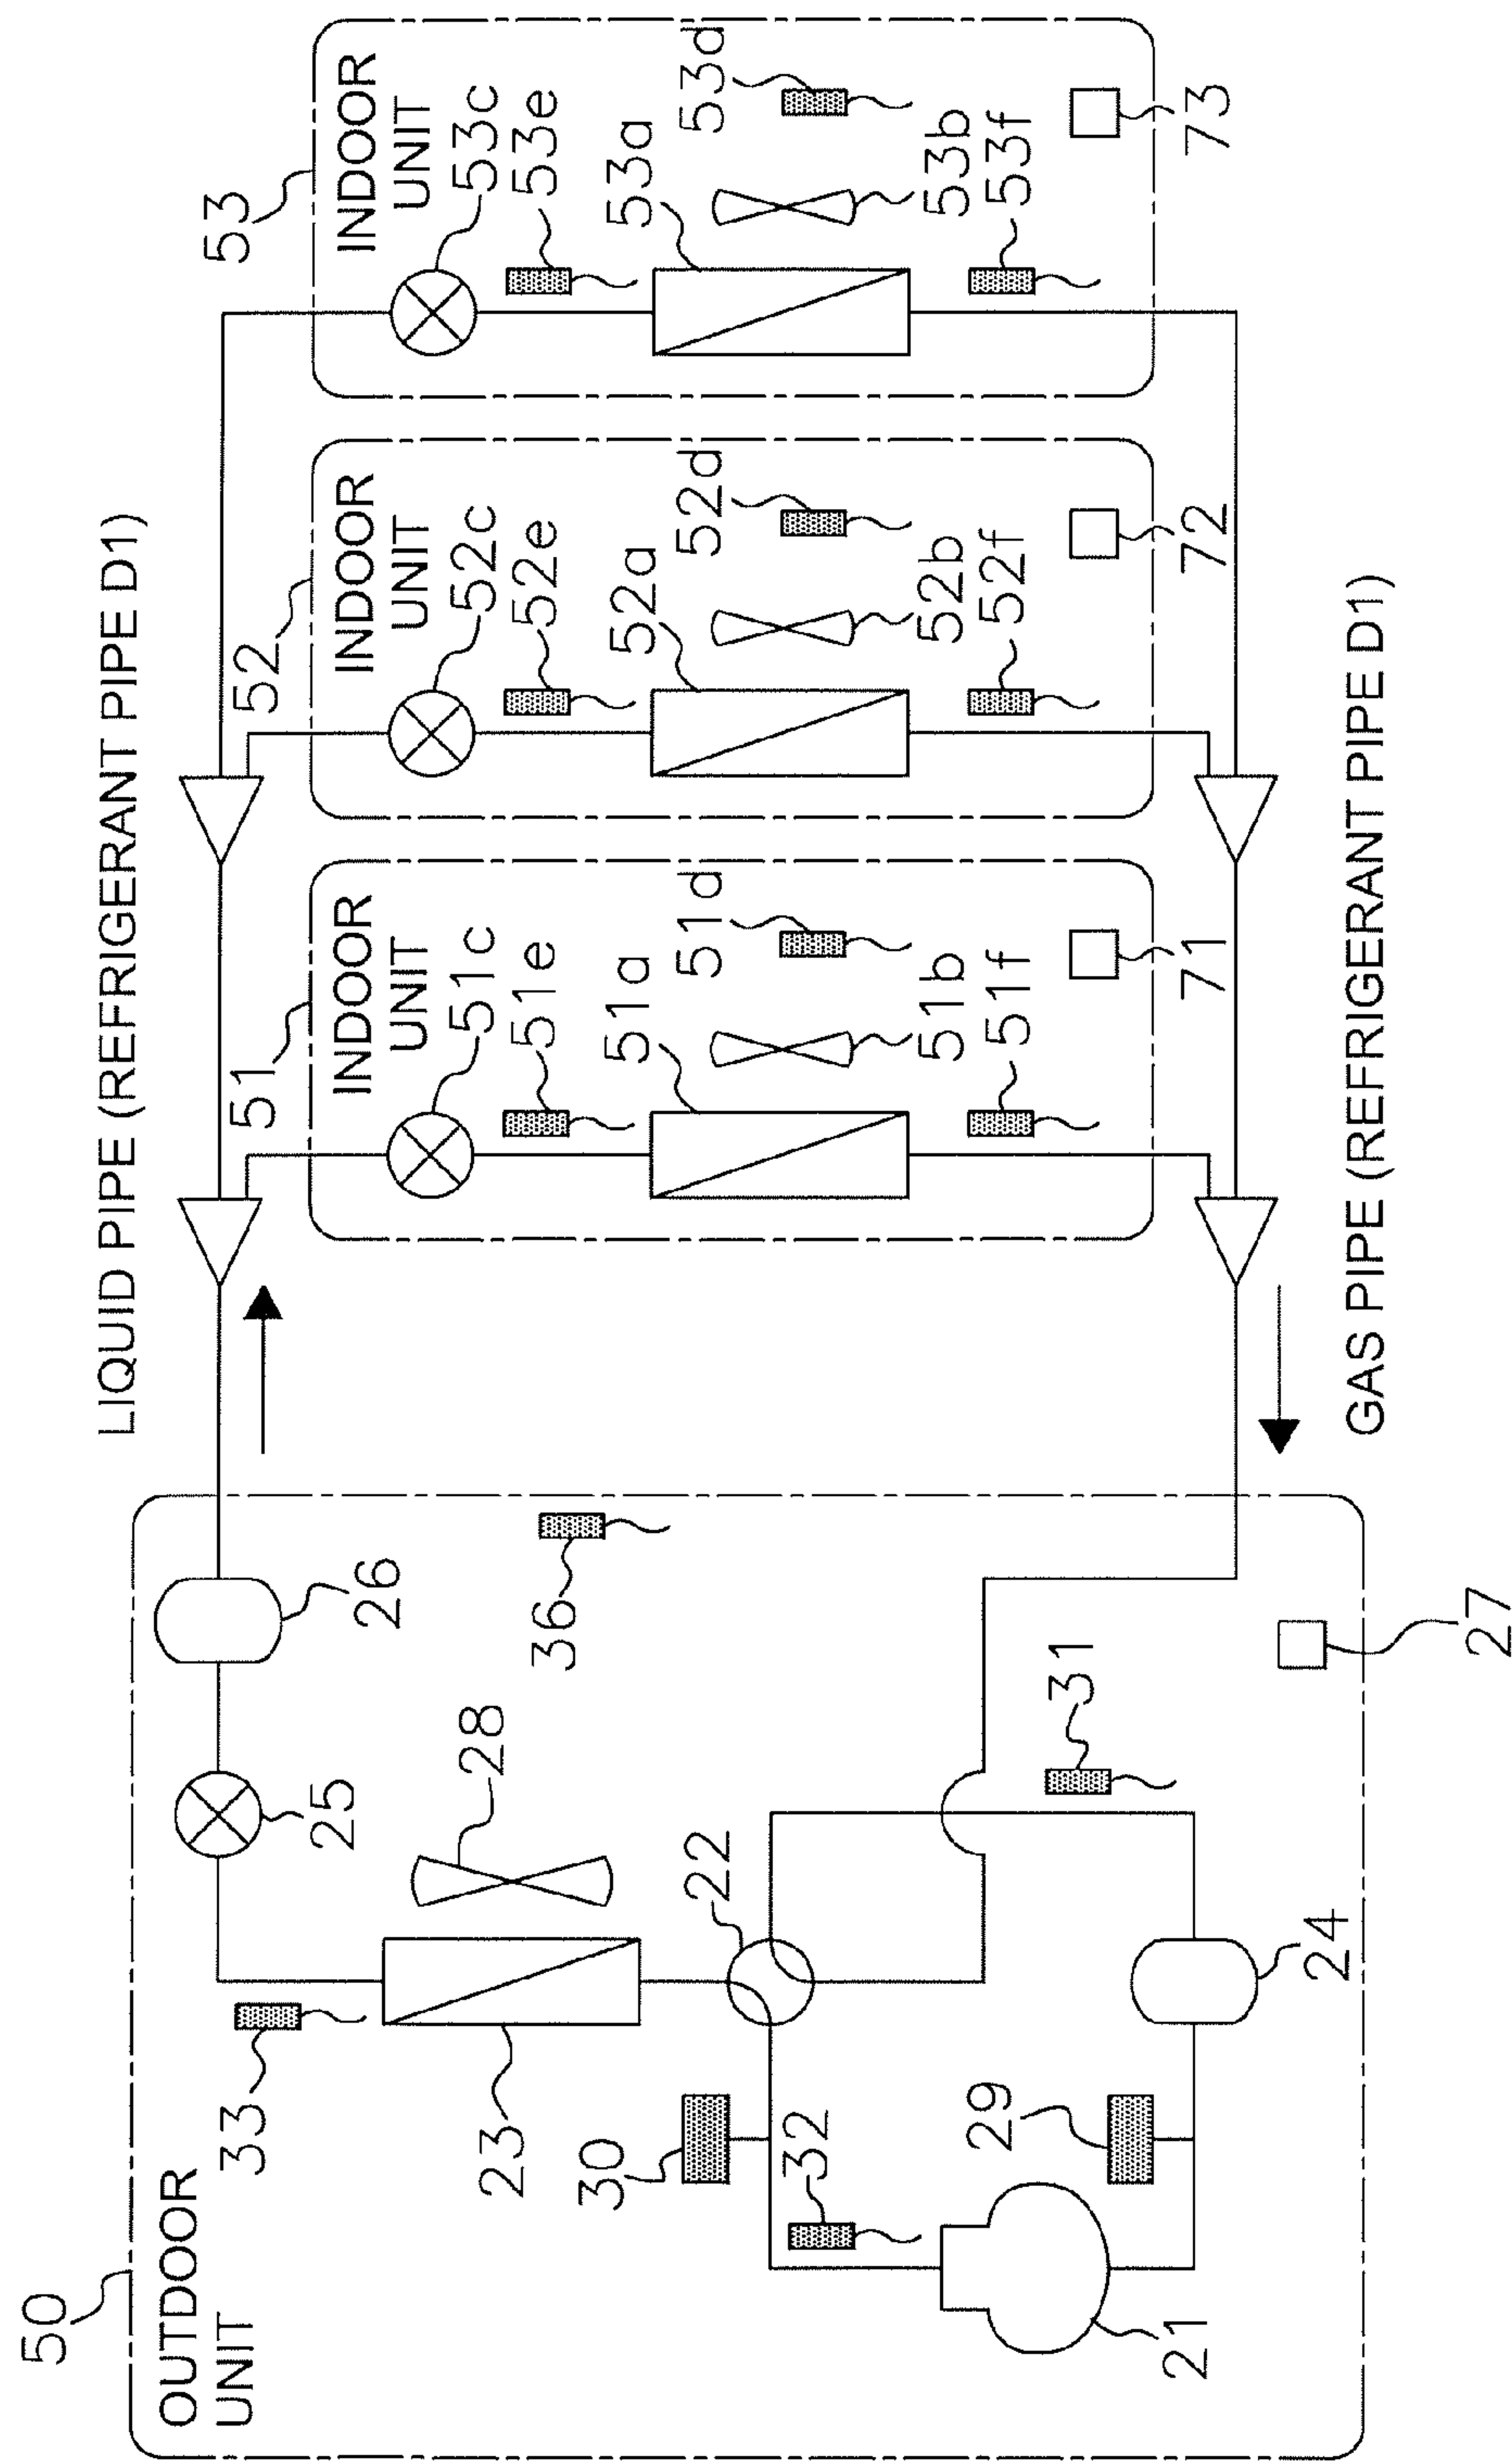 LIQUID PIPE (REFRIGERANT PIPE D1)
50
OUTDOOR
UNIT
33
23
30
32
29
21
24
22
28
25
26
36
31
27
51
INDOOR
UNIT
51c
51e
51a
51d
51b
51f
71
52
INDOOR
UNIT
52c
52e
52a
52d
52b
52f
72
53
INDOOR
UNIT
53c
53e
53a
53d
53b
53f
73
GAS PIPE (REFRIGERANT PIPE D1)